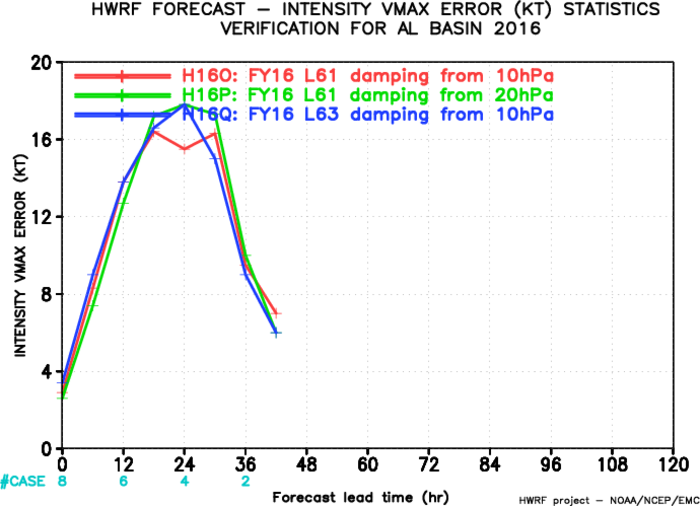 HWRF FORECAST – INTENSITY VMAX ERROR (KT) STATISTICS
VERIFICATION FOR AL BASIN 2016
H16O: FY16 L61 damping from 10hPa
H16P: FY16 L61 damping from 20hPa
H16Q: FY16 L63 damping from 10hPa
INTENSITY VMAX ERROR (KT)
20
16
12
8
4
0
0 12 24 36 48 60 72 84 96 108 120
#CASE 8 6 4 2
Forecast lead time (hr)
HWRF project – NOAA/NCEP/EMC